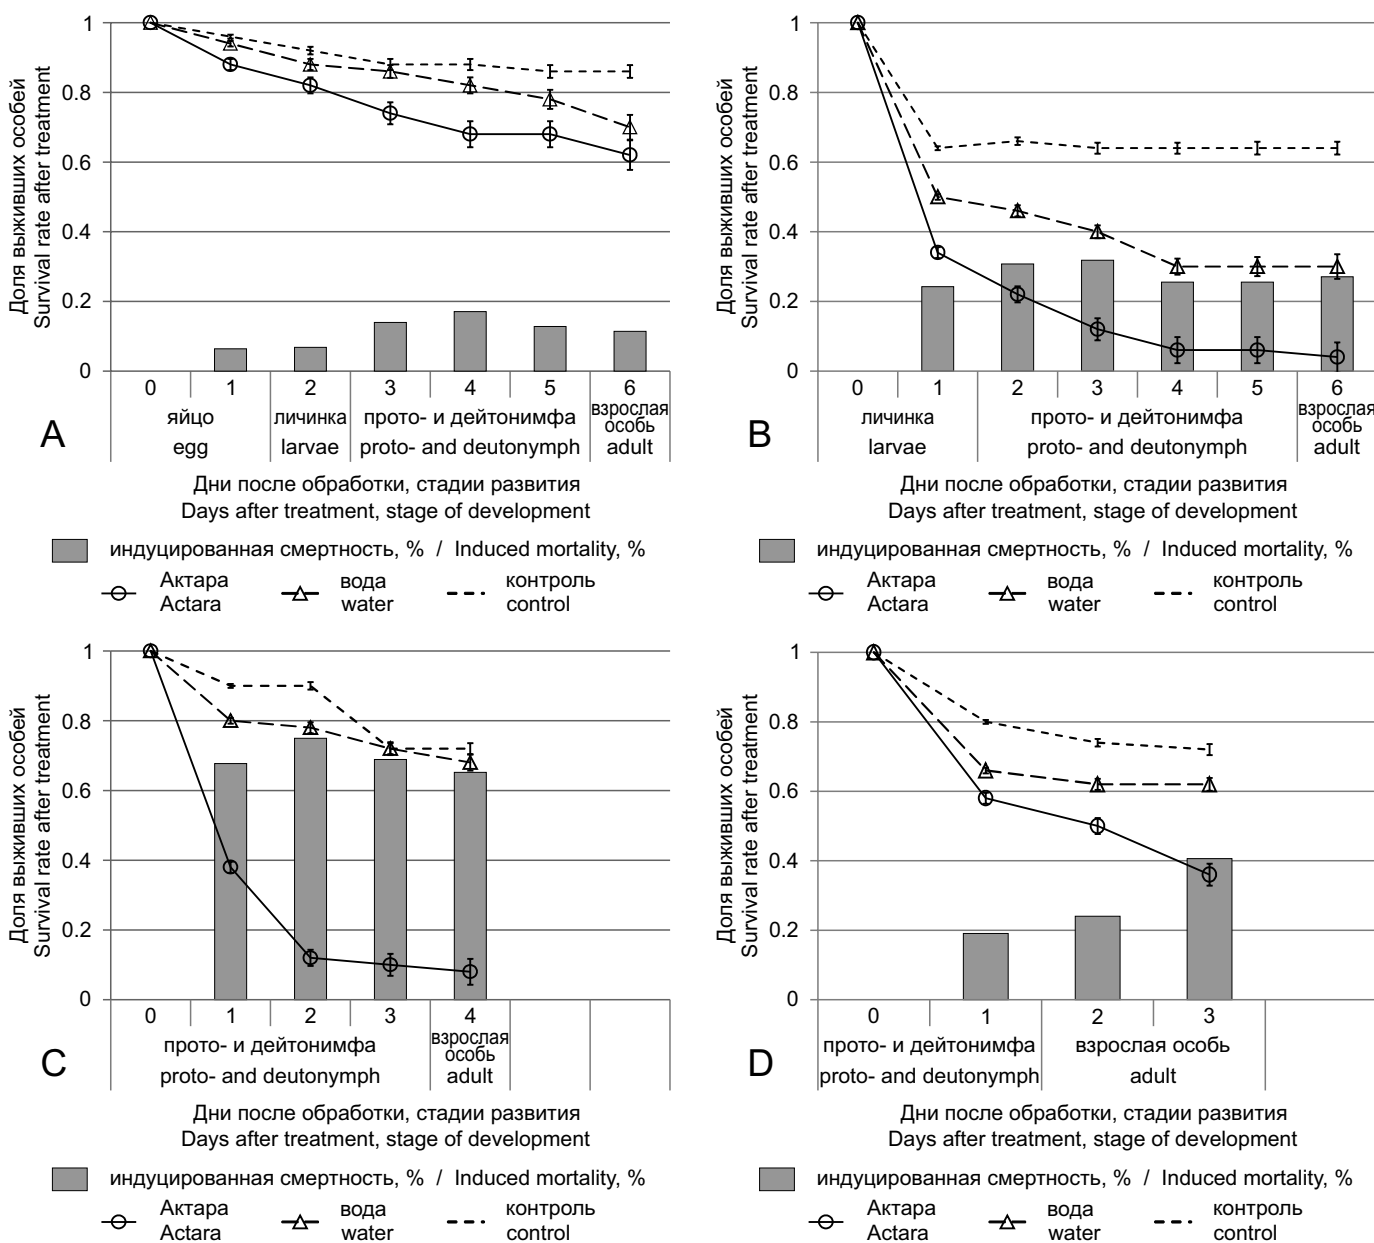 Доля выживших особей
Survival rate after treatment
1
0.8
0.6
0.4
0.2
0
0 1 2 3 4 5 6
яйцо личинка прото- и дейтонимфа взрослая
особь
egg larvae proto- and deutonymph adult
A
Дни после обработки, стадии развития
Days after treatment, stage of development
индуцированная смертность, % / Induced mortality, %
Актара вода контроль
Actara water control
Доля выживших особей
Survival rate after treatment
1
0.8
0.6
0.4
0.2
0
0 1 2 3 4 5 6
личинка прото- и дейтонимфа взрослая
особь
larvae proto- and deutonymph adult
B
Дни после обработки, стадии развития
Days after treatment, stage of development
индуцированная смертность, % / Induced mortality, %
Актара вода контроль
Actara water control
Доля выживших особей
Survival rate after treatment
1
0.8
0.6
0.4
0.2
0
0 1 2 3 4
прото- и дейтонимфа взрослая
особь
proto- and deutonymph adult
C
Дни после обработки, стадии развития
Days after treatment, stage of development
индуцированная смертность, % / Induced mortality, %
Актара вода контроль
Actara water control
Доля выживших особей
Survival rate after treatment
1
0.8
0.6
0.4
0.2
0
0 1 2 3
прото- и дейтонимфа взрослая особь
proto- and deutonymph adult
D
Дни после обработки, стадии развития
Days after treatment, stage of development
индуцированная смертность, % / Induced mortality, %
Актара вода контроль
Actara water control